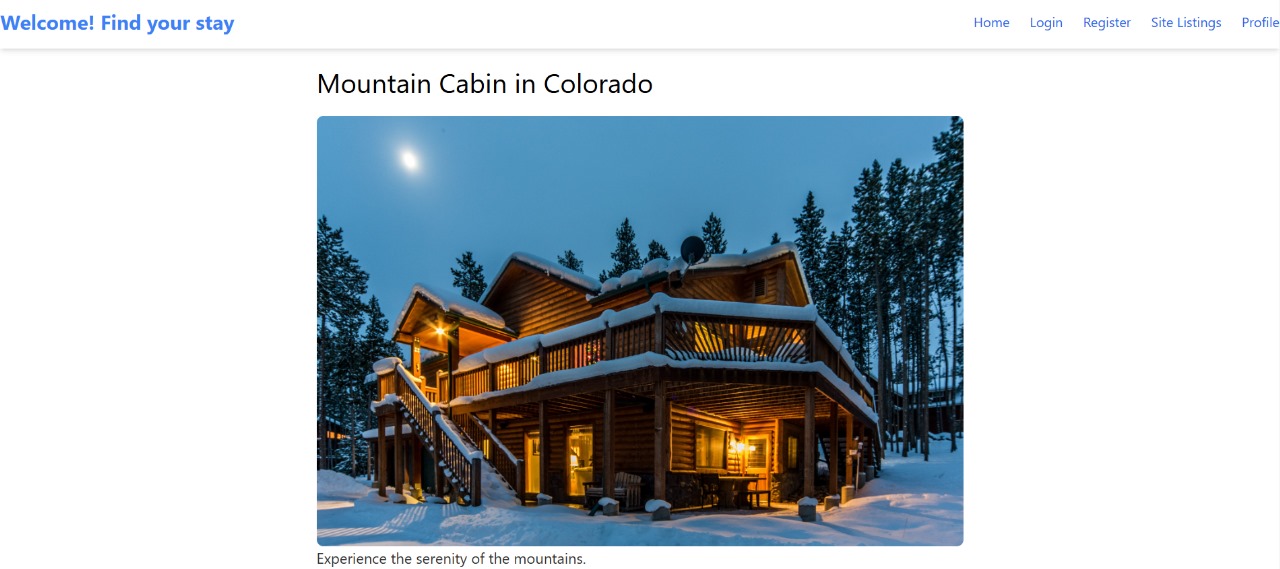 Welcome! Find your stay
Home Login Register Site Listings Profile
Mountain Cabin in Colorado
Experience the serenity of the mountains.